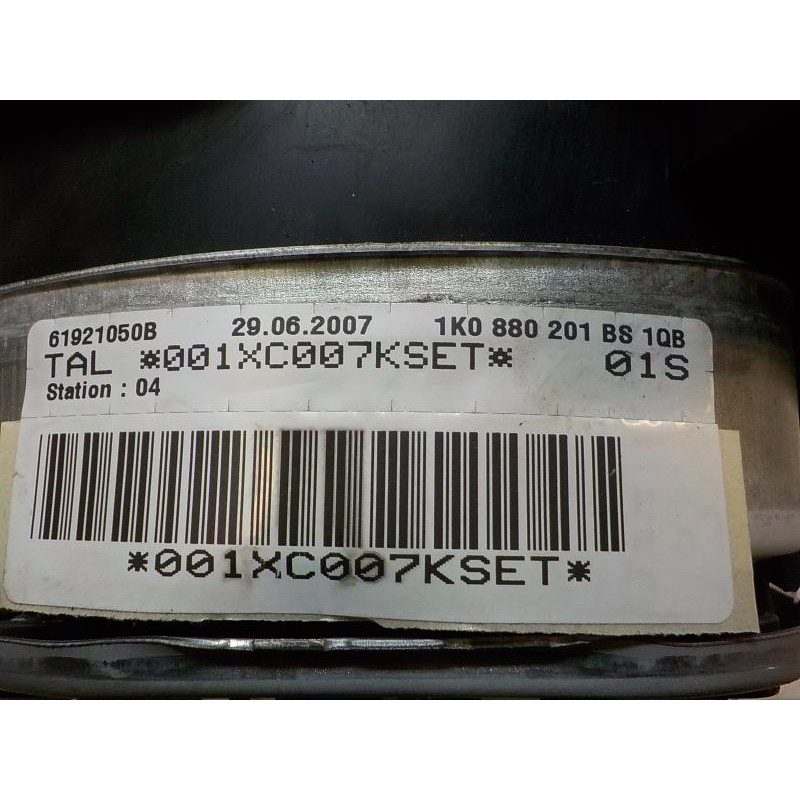 61921050B 29.06.2007 1K0 880 201 BS 1QB
TAL *001XC007KSET* 01S
Station : 04
*001XC007KSET*